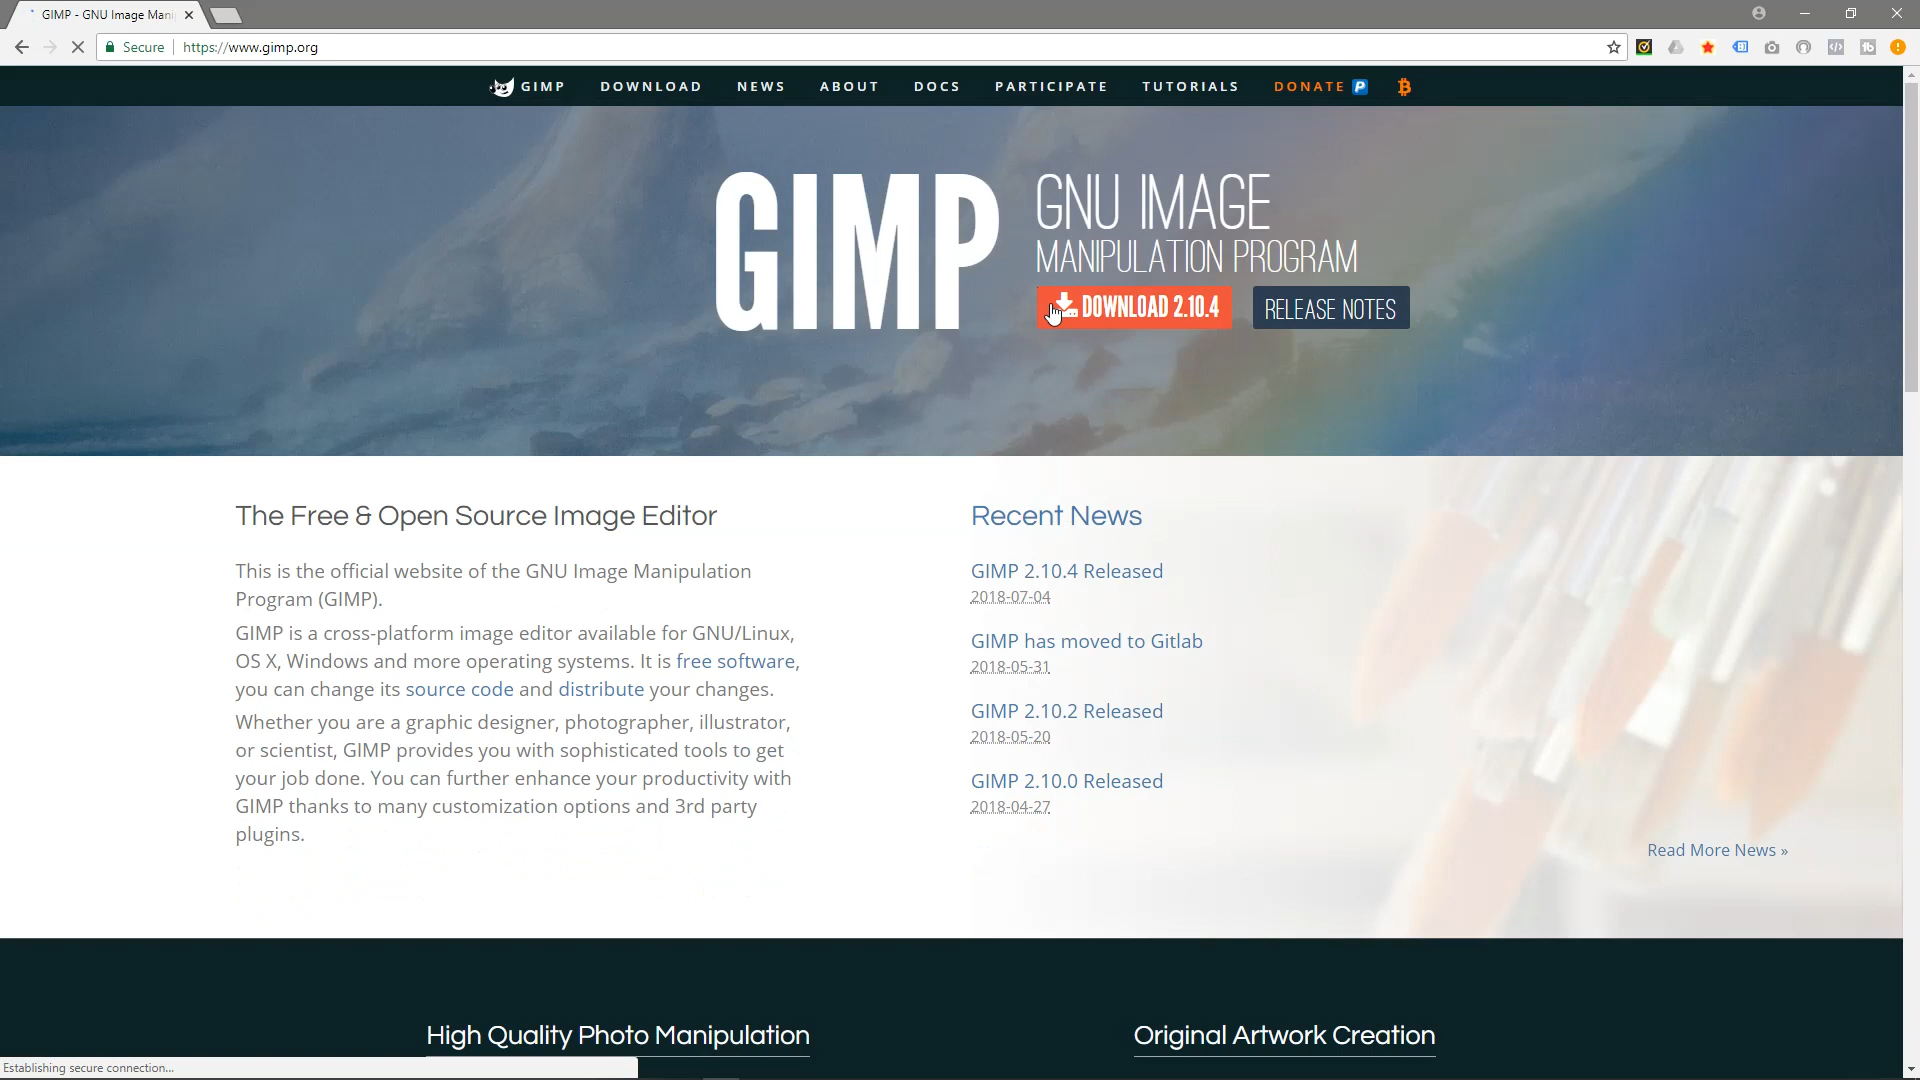 GIMP - GNU Image Mani
Secure
https://www.gimp.org
GIMP
DOWNLOAD
NEWS
ABOUT
DOCS
PARTICIPATE
TUTORIALS
DONATE
GIMP
GNU IMAGE
MANIPULATION PROGRAM
DOWNLOAD 2.10.4
RELEASE NOTES
The Free & Open Source Image Editor
This is the official website of the GNU Image Manipulation
Program (GIMP).
GIMP is a cross-platform image editor available for GNU/Linux,
OS X, Windows and more operating systems. It is free software,
you can change its source code and distribute your changes.
Whether you are a graphic designer, photographer, illustrator,
or scientist, GIMP provides you with sophisticated tools to get
your job done. You can further enhance your productivity with
GIMP thanks to many customization options and 3rd party
plugins.
Recent News
GIMP 2.10.4 Released
2018-07-04
GIMP has moved to Gitlab
2018-05-31
GIMP 2.10.2 Released
2018-05-20
GIMP 2.10.0 Released
2018-04-27
Read More News »
High Quality Photo Manipulation
Original Artwork Creation
Establishing secure connection...